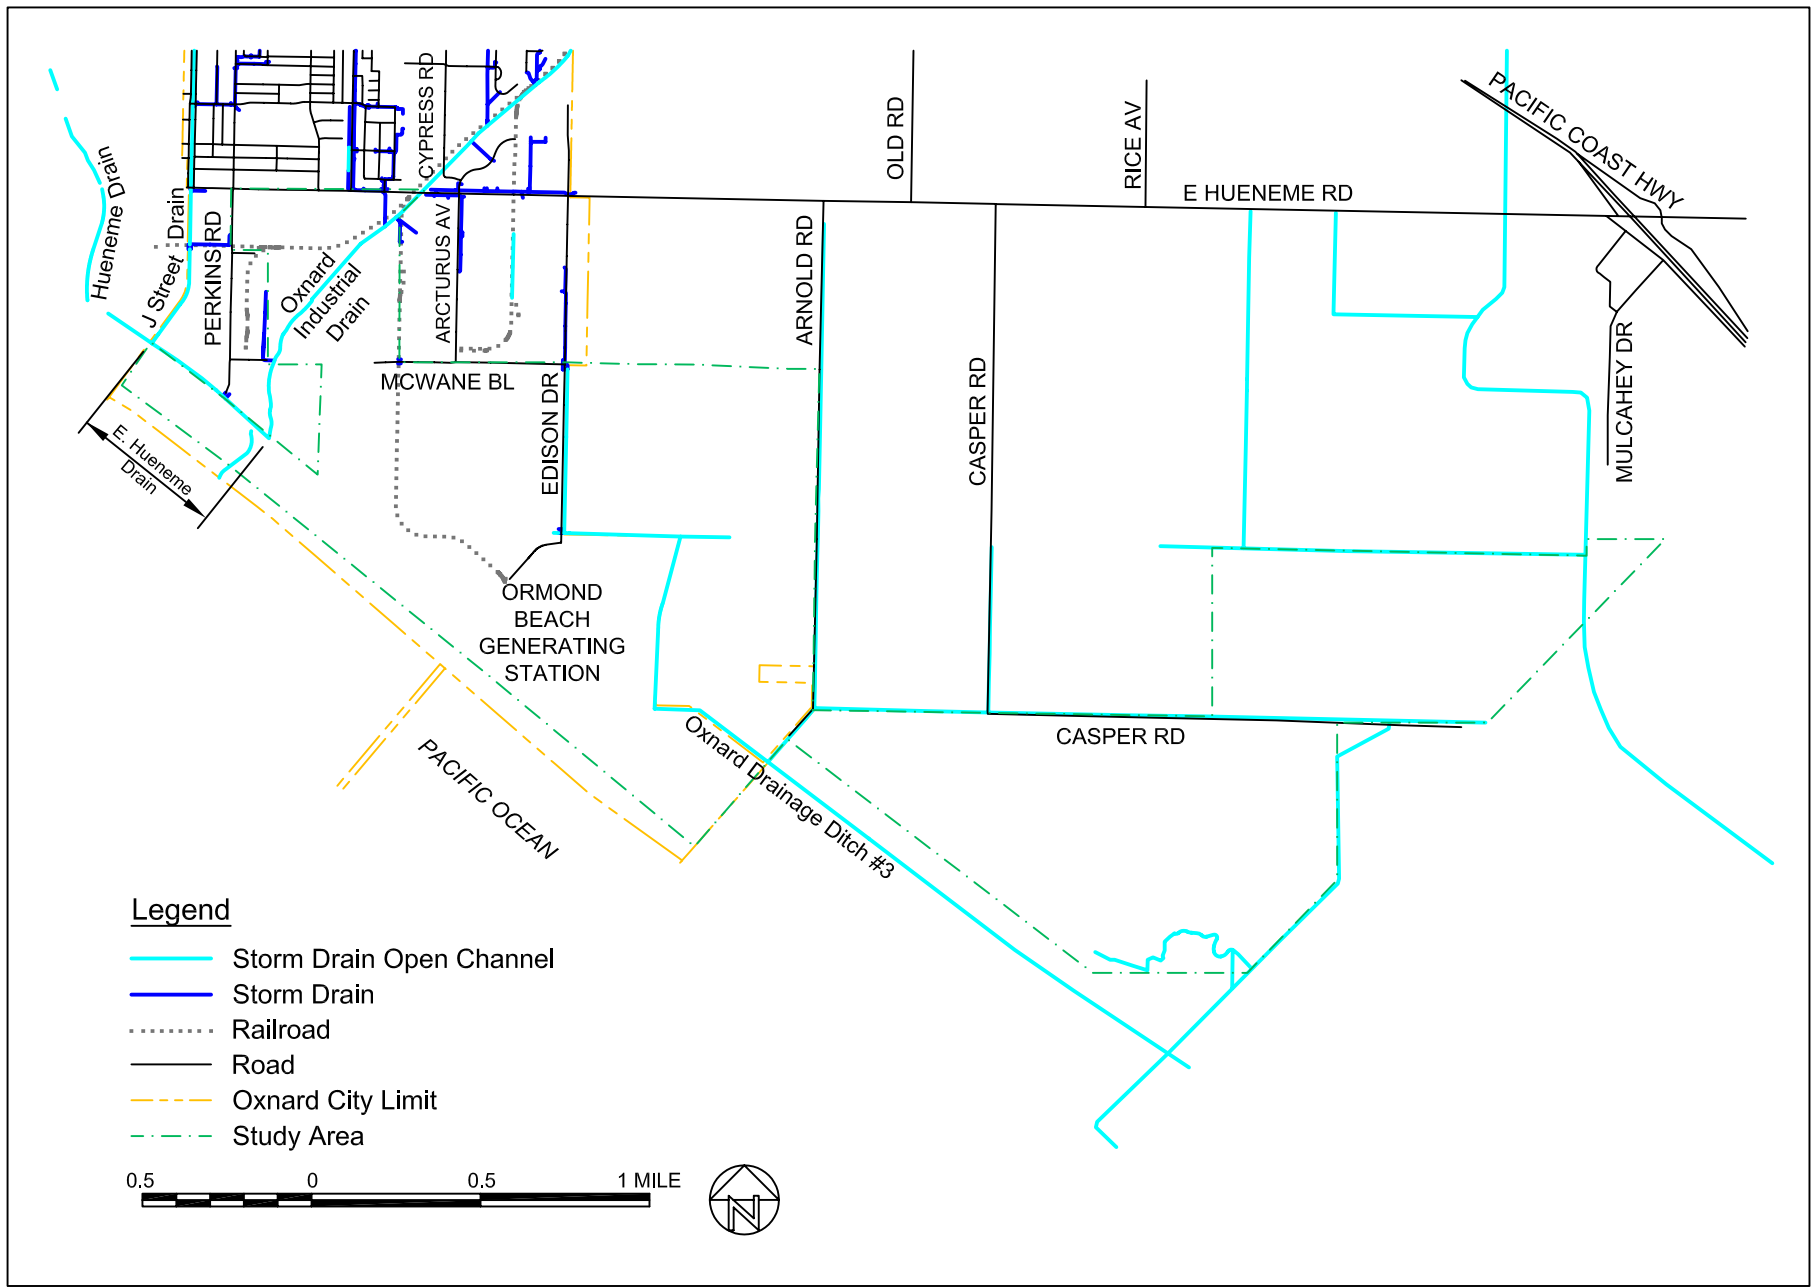 CYPRESS RD
OLD RD
RICE AV
PACIFIC COAST HWY
E HUENEME RD
Hueneme Drain
J Street Drain
PERKINS RD
Oxnard
Industrial
Drain
ARCTURUS AV
ARNOLD RD
CASPER RD
MULCAHEY DR
MCWANE BL
EDISON DR
E. Hueneme
Drain
ORMOND
BEACH
GENERATING
STATION
PACIFIC OCEAN
Oxnard Drainage Ditch #3
CASPER RD
Legend
Storm Drain Open Channel
Storm Drain
Railroad
Road
Oxnard City Limit
Study Area
0.5 0 0.5 1 MILE
N